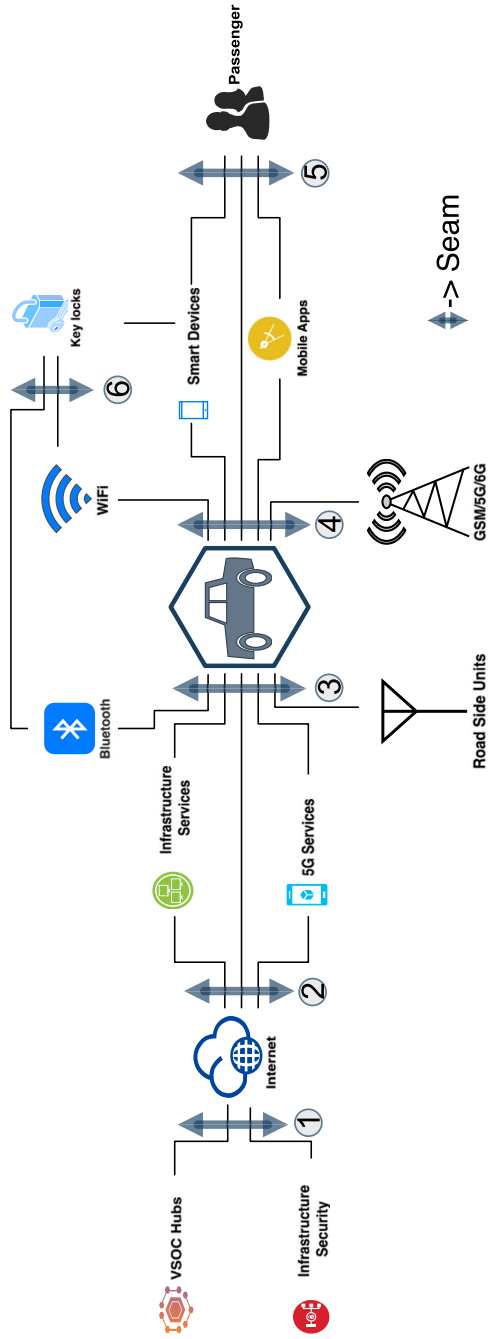 VSOC Hubs
Infrastructure
Security
1
Internet
2
Infrastructure
Services
5G Services
Bluetooth
3
Road Side Units
WiFi
4
GSM/5G/6G
Key locks
6
Smart Devices
Mobile Apps
5
Passenger
-> Seam